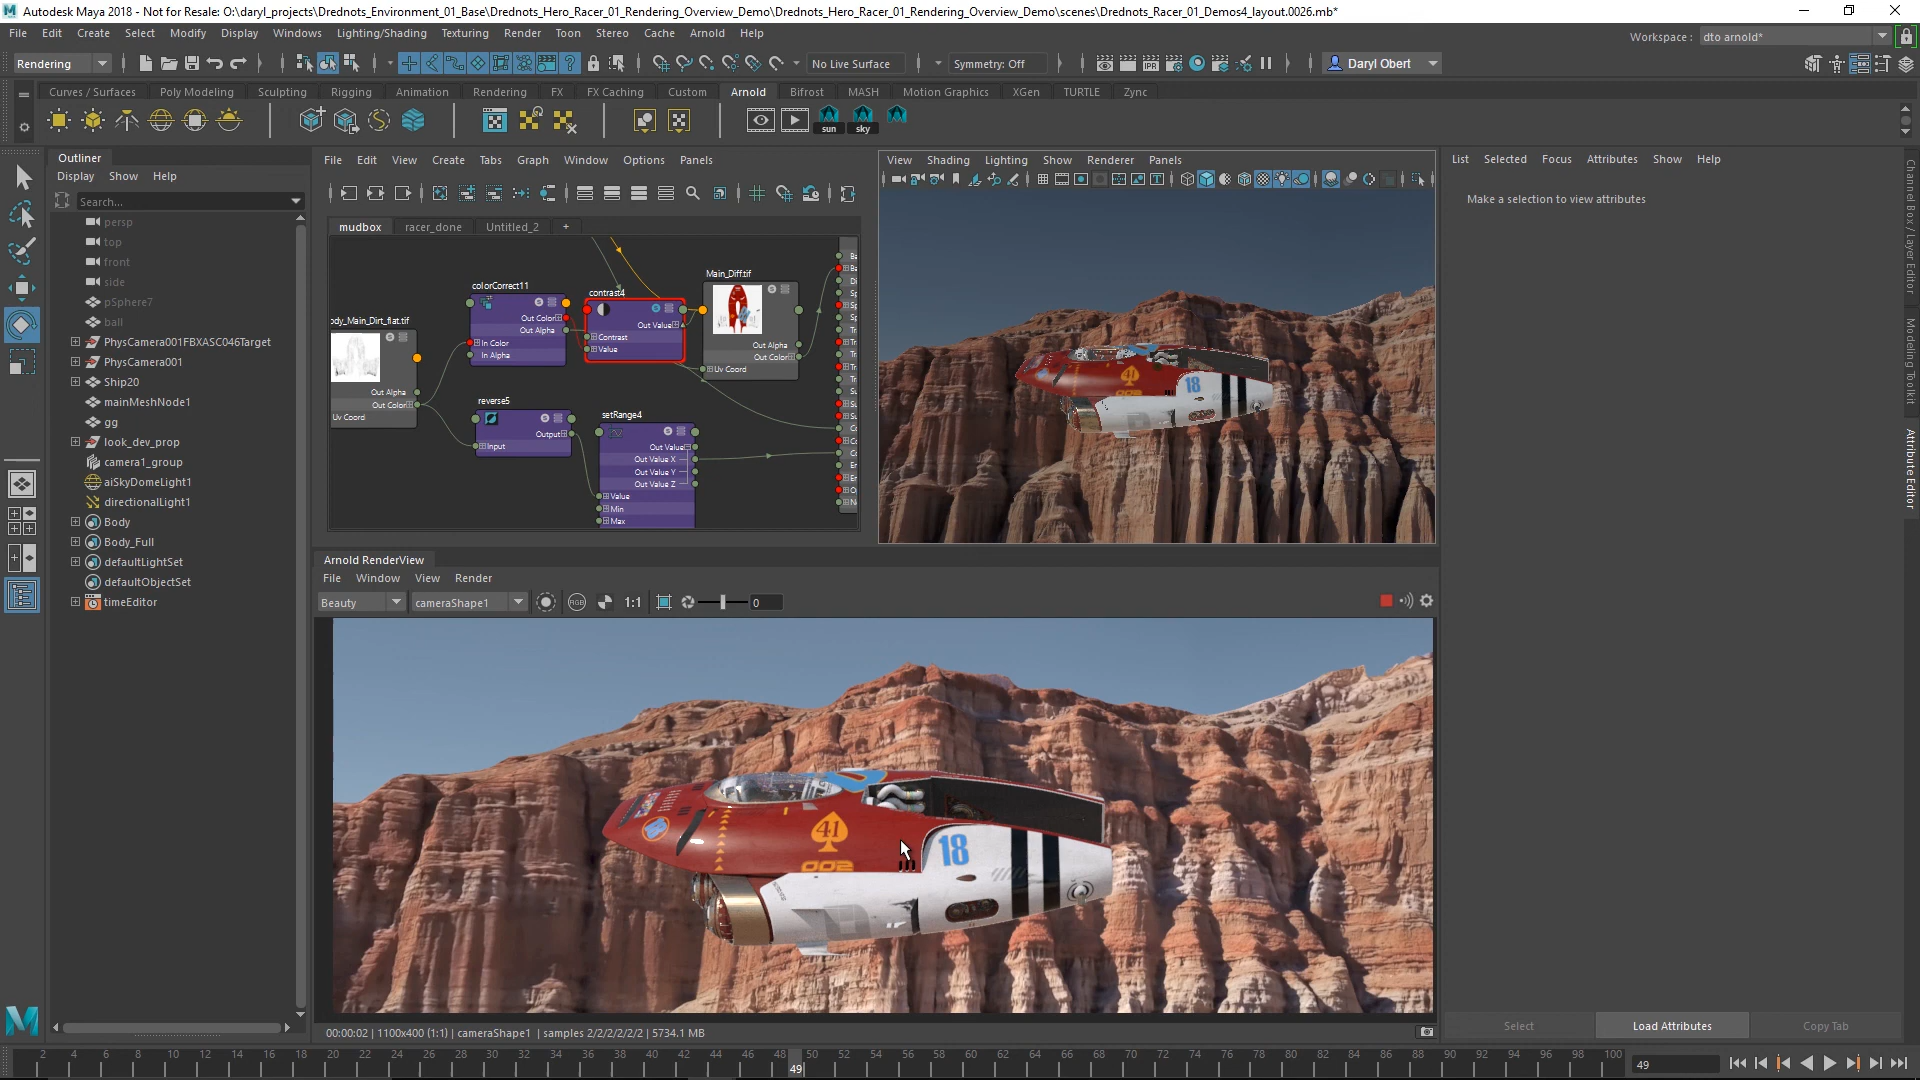 Autodesk Maya 2018 - Not for Resale: O:\daryl_projects\Drednots_Environment_01_Base\Drednots_Hero_Racer_01_Rendering_Overview_Demo\Drednots_Hero_Racer_01_Rendering_Overview_Demo\scenes\Drednots_Racer_01_Demos4_layout.0026.mb*
File Edit Create Select Modify Display Windows Lighting/Shading Texturing Render Toon Stereo Cache Arnold Help
Workspace : dto arnold*
Rendering No Live Surface Symmetry: Off Daryl Obert
Curves / Surfaces Poly Modeling Sculpting Rigging Animation Rendering FX FX Caching Custom Arnold Bifrost MASH Motion Graphics XGen TURTLE Zync
sun sky
Outliner
Display Show Help
Search...
persp
top
front
side
pSphere7
ball
PhysCamera001FBXASC046Target
PhysCamera001
Ship20
mainMeshNode1
gg
look_dev_prop
camera1_group
aiSkyDomeLight1
directionalLight1
Body
Body_Full
defaultLightSet
defaultObjectSet
timeEditor
File Edit View Create Tabs Graph Window Options Panels
mudbox racer_done Untitled_2 +
ody_Main_Dirt_flat.tif
Out Alpha
Out Color
Uv Coord
colorCorrect11
Out Color
Out Alpha
In Color
In Alpha
contrast4
Out Value
Contrast
Value
Main_Diff.tif
Out Alpha
Out Color
Uv Coord
reverse5
Output
Input
setRange4
Out Value
Out Value X
Out Value Y
Out Value Z
Value
Min
Max
View Shading Lighting Show Renderer Panels
18
Arnold RenderView
File Window View Render
Beauty cameraShape1 RGB 1:1 0
41
002
18
00:00:02 | 1100x400 (1:1) | cameraShape1 | samples 2/2/2/2/2/2 | 5734.1 MB
List Selected Focus Attributes Show Help
Make a selection to view attributes
Select Load Attributes Copy Tab
Channel Box / Layer Editor
Modeling Toolkit
Attribute Editor
2 4 6 8 10 12 14 16 18 20 22 24 26 28 30 32 34 36 38 40 42 44 46 48 50 52 54 56 58 60 62 64 66 68 70 72 74 76 78 80 82 84 86 88 90 92 94 96 98 100
49
49